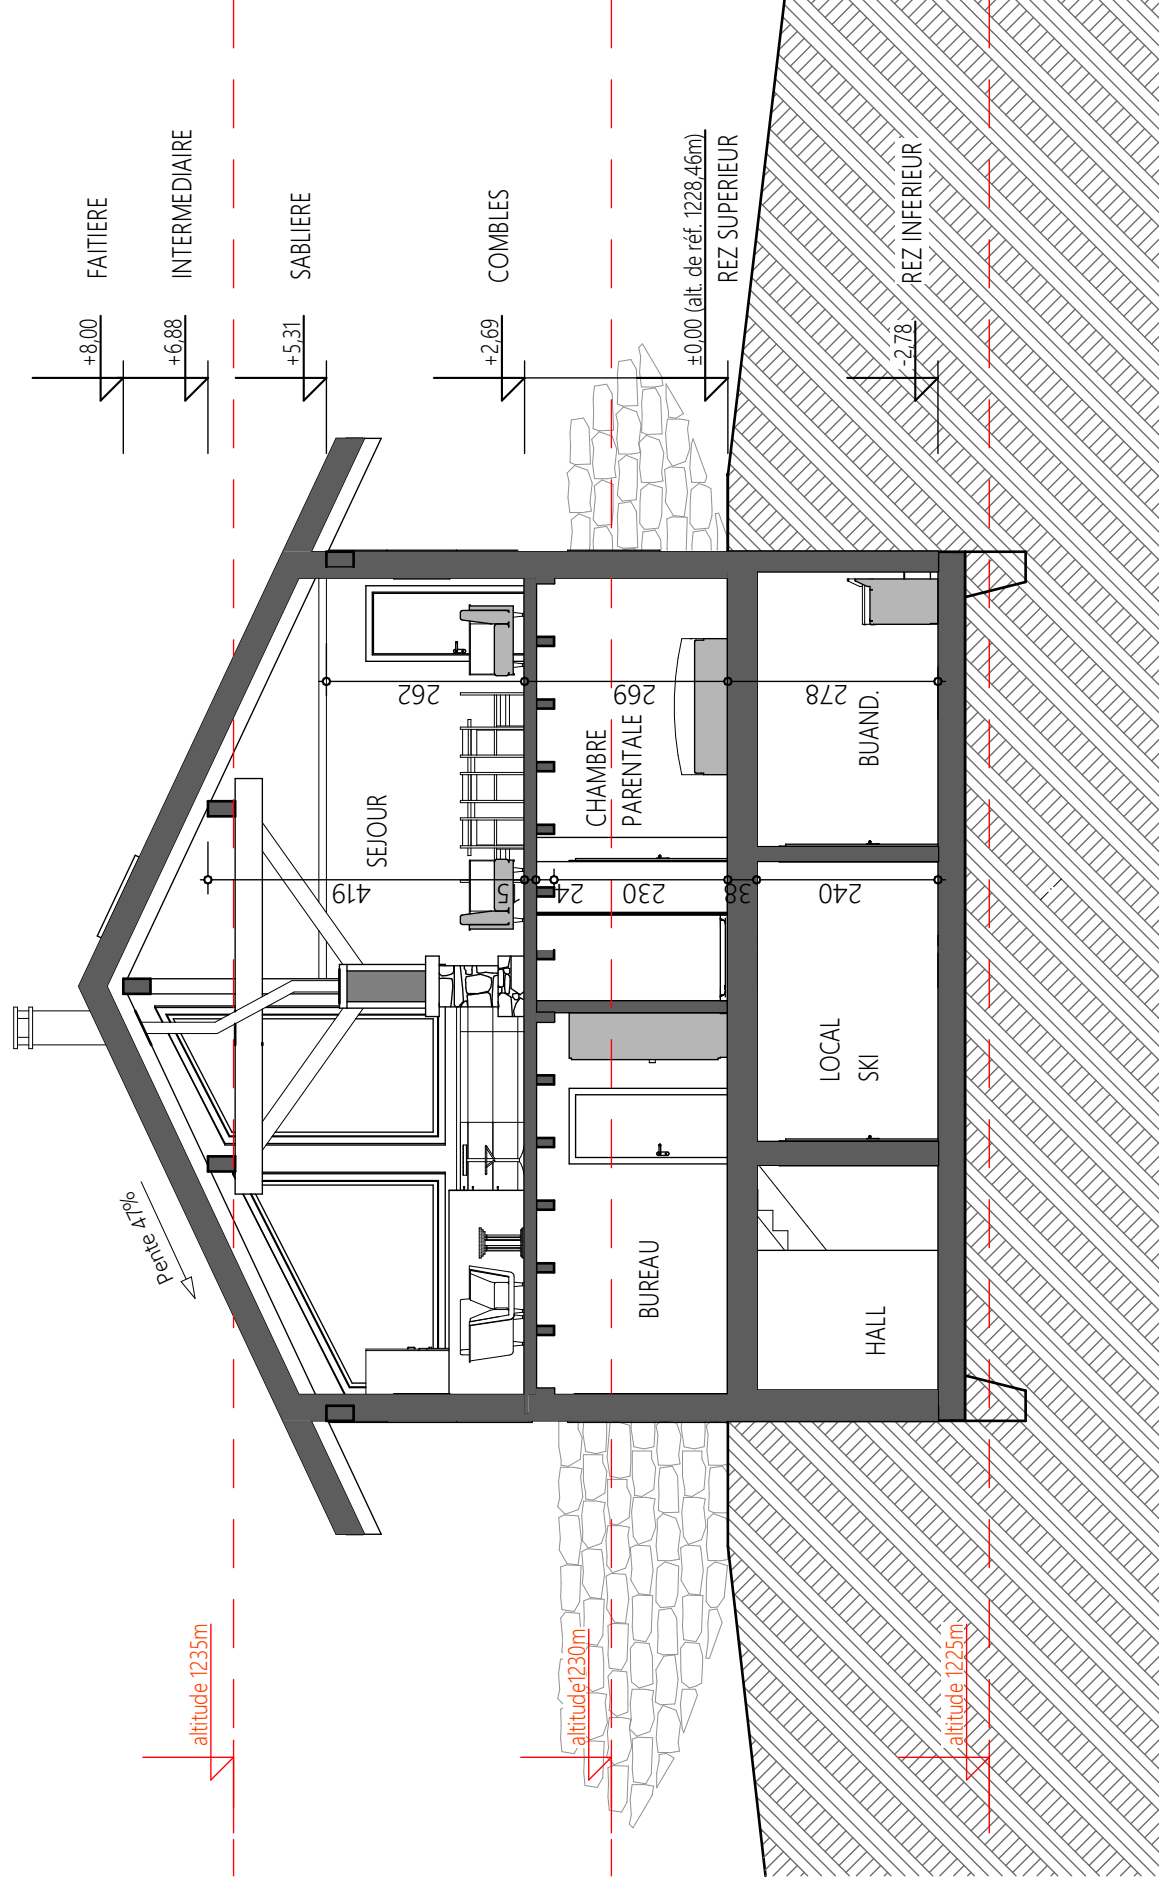 FAITIERE
+8,00
INTERMEDIAIRE
+6,88
SABLIERE
+5,31
COMBLES
+2,69
±0,00 (alt. de réf. 1228,46m)
REZ SUPERIEUR
REZ INFERIEUR
-2,78
Pente 47%
SEJOUR
262
419
15
24
CHAMBRE
PARENTALE
269
230
38
BUREAU
BUAND.
278
240
LOCAL
SKI
HALL
altitude 1235m
altitude1230m
altitude 1225m